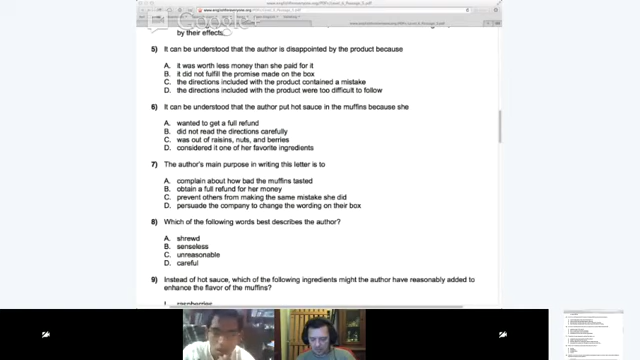 www.englishforeveryone.org/PDFs/Level_6_Passage_3.pdf
Google+
by their effects.
5) It can be understood that the author is disappointed by the product because
A. it was worth less money than she paid for it
B. it did not fulfill the promise made on the box
C. the directions included with the product contained a mistake
D. the directions included with the product were too difficult to follow
6) It can be understood that the author put hot sauce in the muffins because she
A. wanted to get a full refund
B. did not read the directions carefully
C. was out of raisins, nuts, and berries
D. considered it one of her favorite ingredients
7) The author's main purpose in writing this letter is to
A. complain about how bad the muffins tasted
B. obtain a full refund for her money
C. prevent others from making the same mistake she did
D. persuade the company to change the wording on their box
8) Which of the following words best describes the author?
A. shrewd
B. senseless
C. unreasonable
D. careful
9) Instead of hot sauce, which of the following ingredients might the author have reasonably added to
enhance the flavor of the muffins?
I. raspberries